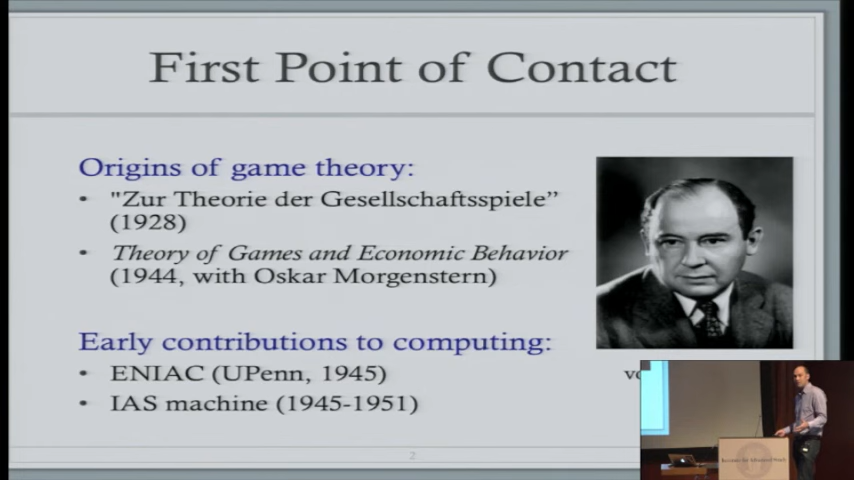 First Point of Contact
Origins of game theory:
• "Zur Theorie der Gesellschaftsspiele”
(1928)
• Theory of Games and Economic Behavior
(1944, with Oskar Morgenstern)
Early contributions to computing:
• ENIAC (UPenn, 1945)
• IAS machine (1945-1951)
2